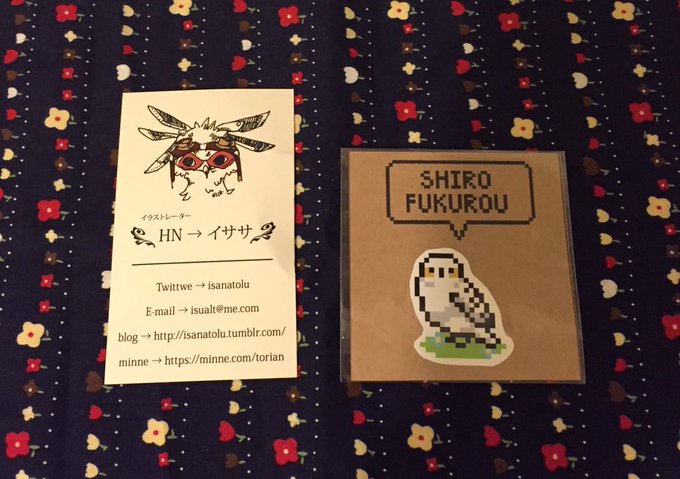 イラストレーター
HN → イササ
Twittwe → isanatolu
E-mail → isualt@me.com
blog → http://isanatolu.tumblr.com/
minne → https://minne.com/torian
SHIRO
FUKUROU